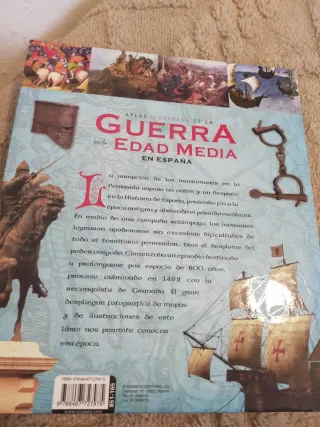 ATLAS ILUSTRADO DE LA
GUERRA
en la EDAD MEDIA
EN ESPAÑA
La irrupción de los musulmanes en la
Península supuso un antes y un después
en la Historia de España, poniendo fin a la
época antigua y abriendo el período medieval.
En medio de una campaña relámpago, los invasores
lograron apoderarse sin excesivas dificultades de
todo el territorio peninsular, tras el desplome del
poder visigodo. Comenzaba un episodio destinado
a prolongarse por espacio de 800 años,
proceso culminado en 1492 con la
reconquista de Granada. El gran
despliegue fotográfico de mapas
y de ilustraciones de este
libro nos permite conocer
esa época.